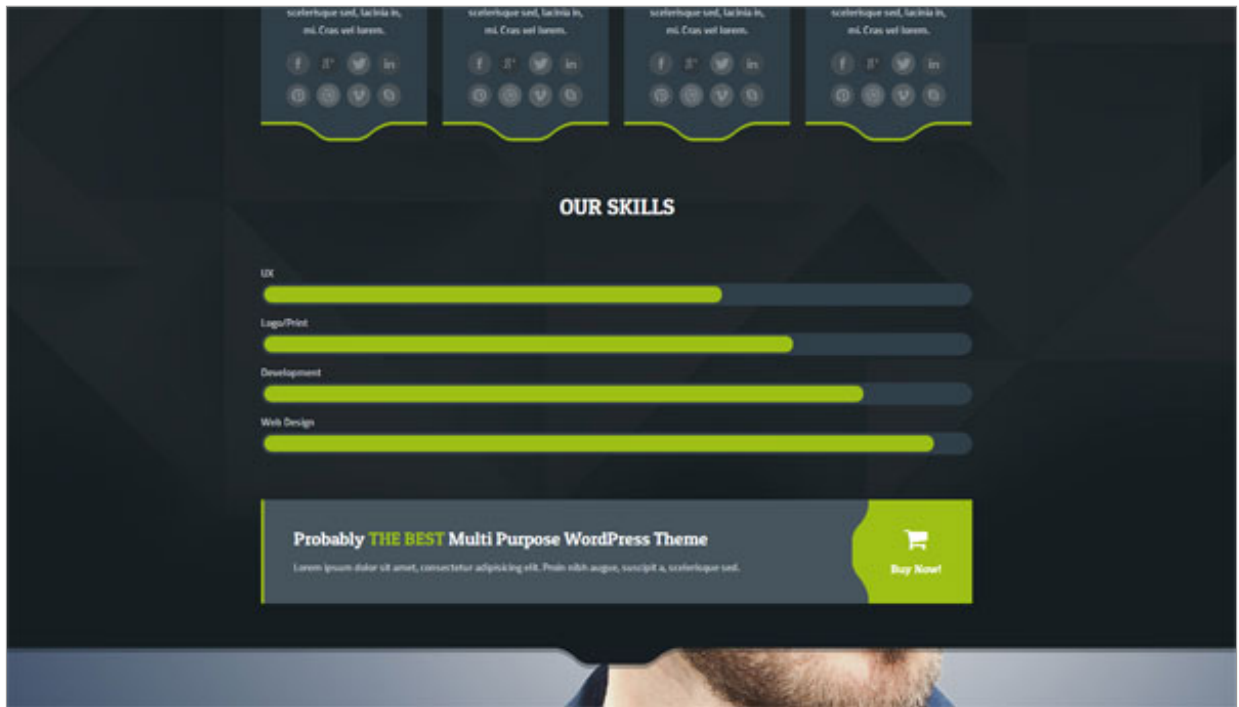 scelerisque sed, lacinia in, scelerisque sed, lacinia in, scelerisque sed, lacinia in, scelerisque sed, lacinia in,
mi. Cras vel lorem. mi. Cras vel lorem. mi. Cras vel lorem. mi. Cras vel lorem.
OUR SKILLS
UX
Logo/Print
Development
Web Design
Probably THE BEST Multi Purpose WordPress Theme
Lorem ipsum dolor sit amet, consectetur adipisicing elit. Proin nibh augue, suscipit a, scelerisque sed.
Buy Now!